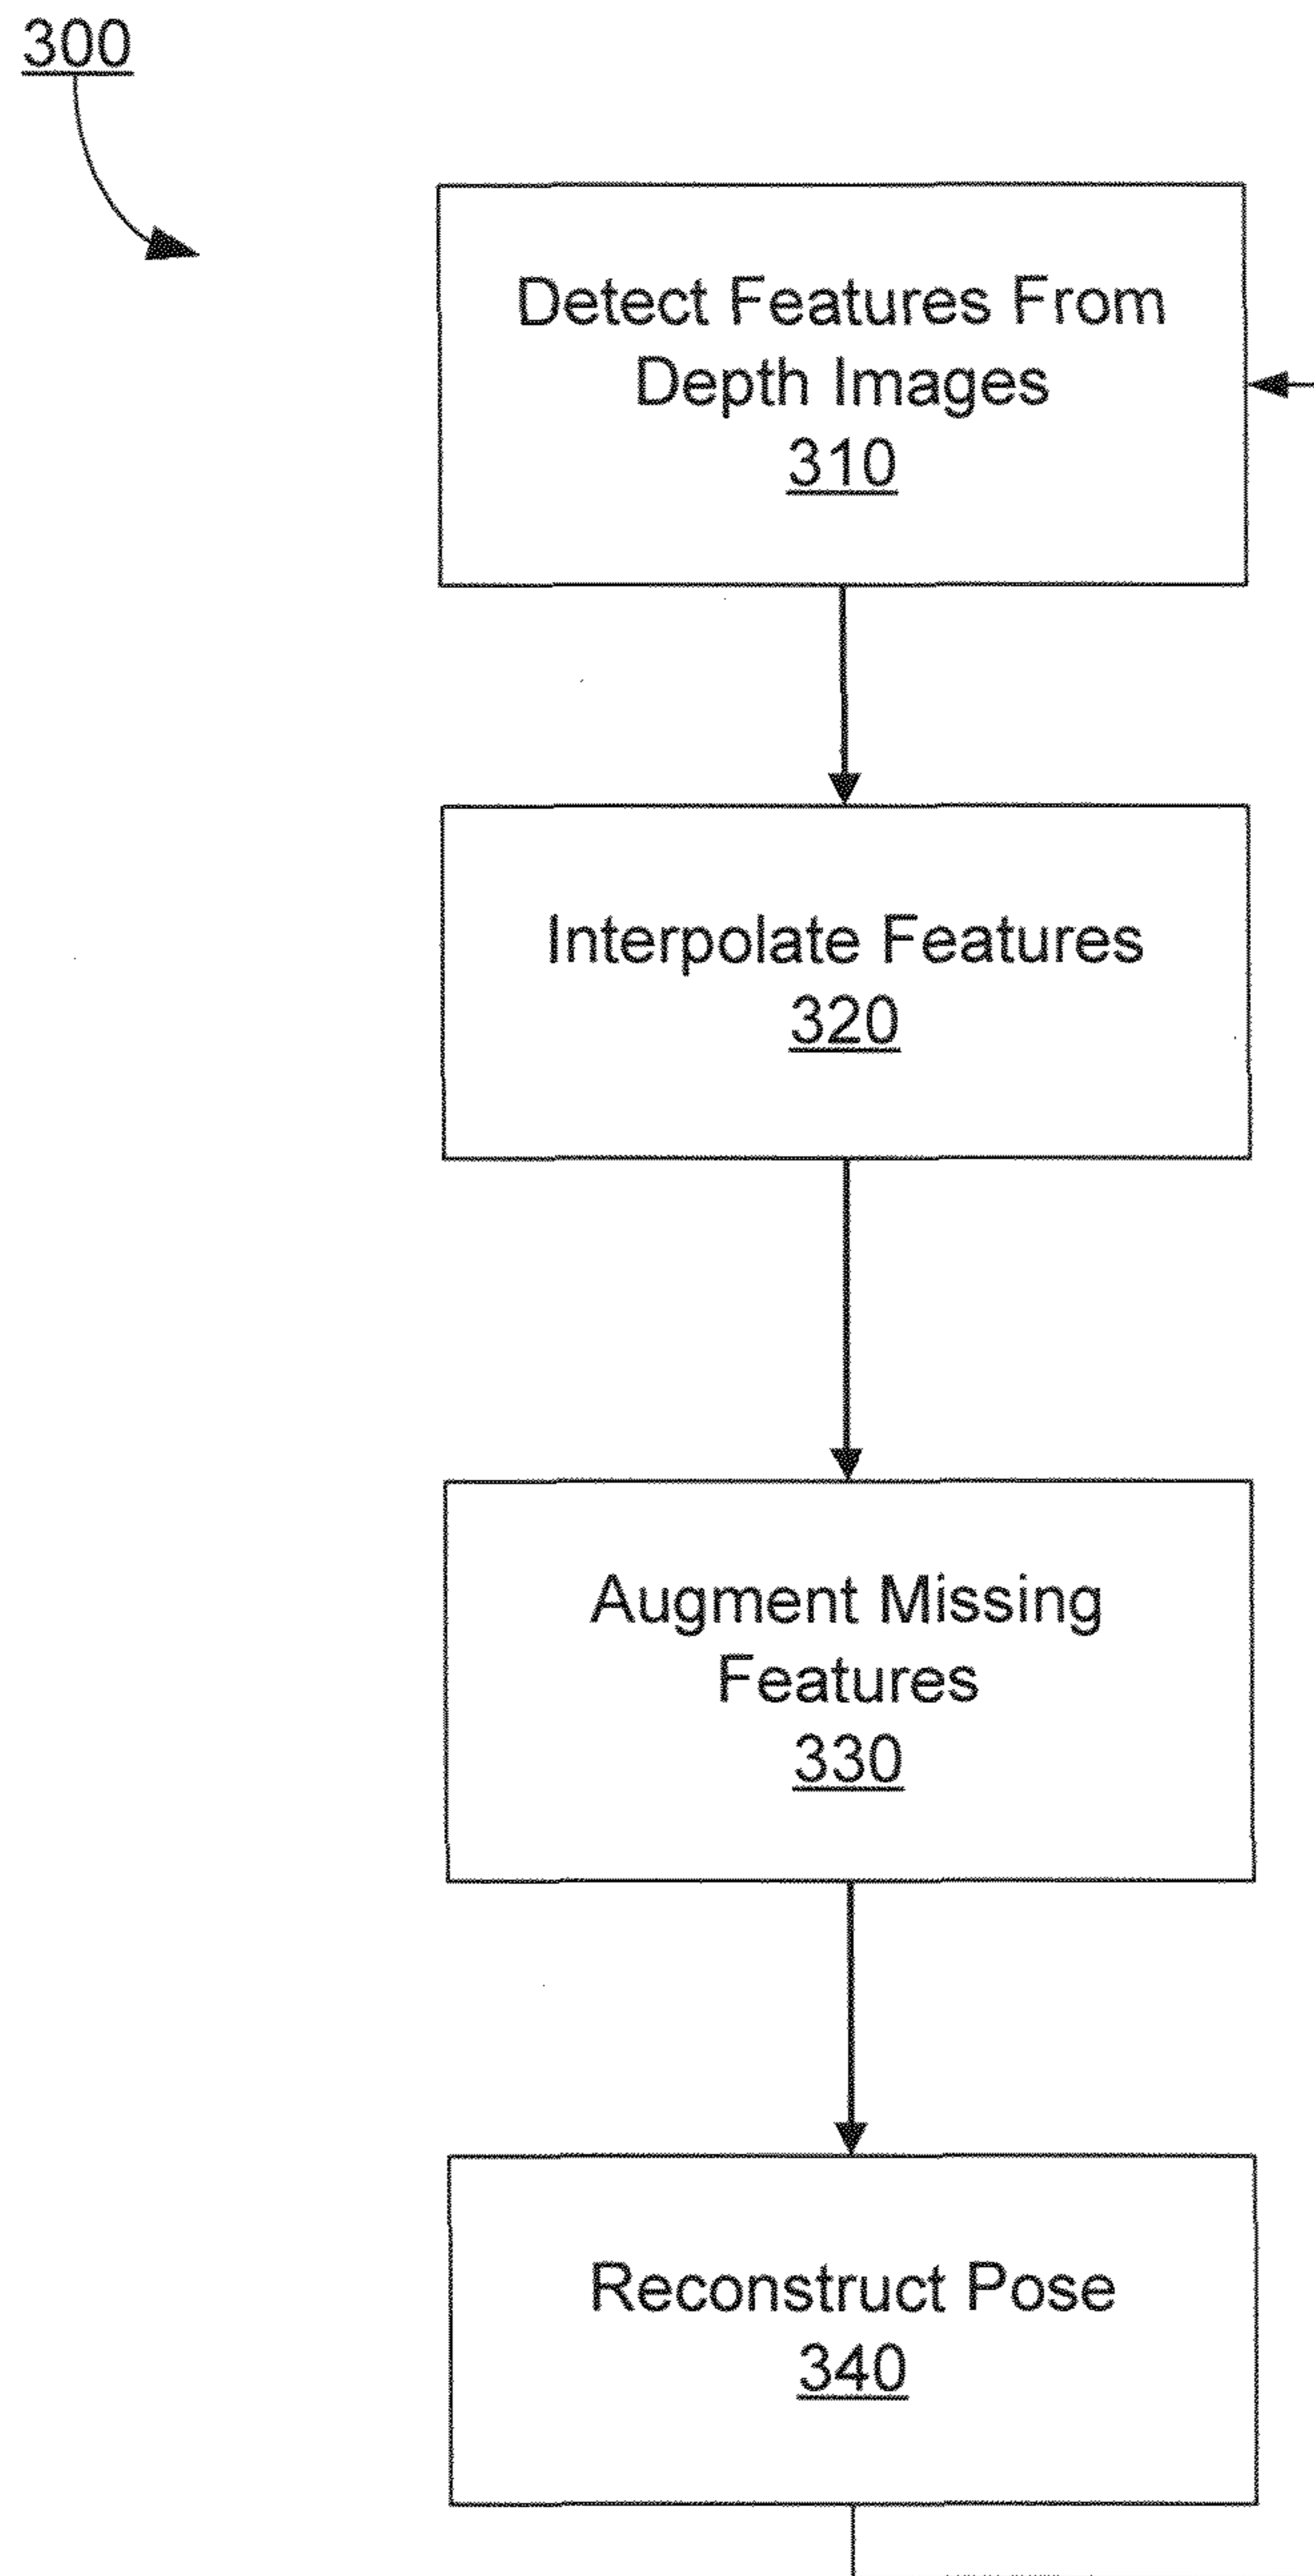 300
Detect Features From
Depth Images
310
Interpolate Features
320
Augment Missing
Features
330
Reconstruct Pose
340